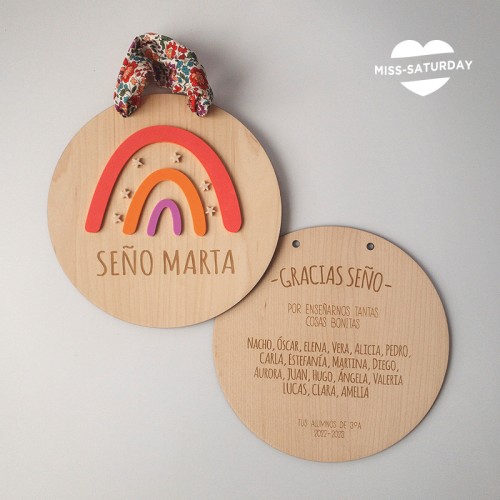 MISS-SATURDAY
SEÑO MARTA
-GRACIAS SEÑO-
POR ENSEÑARNOS TANTAS
COSAS BONITAS
NACHO, ÓSCAR, ELENA, VERA, ALICIA, PEDRO,
CARLA, ESTEFANÍA, MARTINA, DIEGO,
AURORA, JUAN, HUGO, ÁNGELA, VALERIA
LUCAS, CLARA, AMELIA
TUS ALUMNOS DE 3ºA
2022-2023